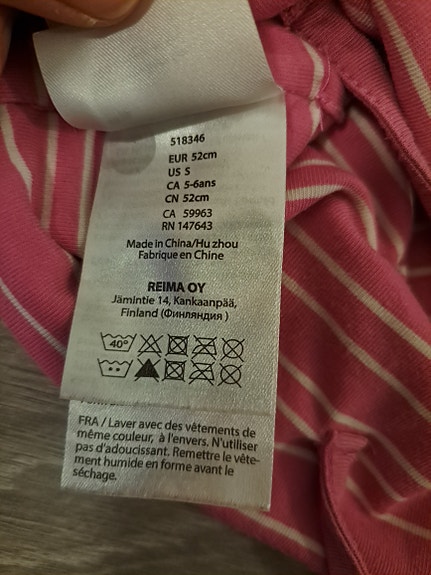 518346
EUR 52cm
US S
CA 5-6ans
CN 52cm
CA 59963
RN 147643
Made in China/Hu zhou
Fabrique en Chine
REIMA OY
Jämintie 14, Kankaanpää,
Finland (Финляндия )
40°
FRA / Laver avec des vêtements de
même couleur, à l'envers. N'utiliser
pas d'adoucissant. Remettre le vête-
ment humide en forme avant le
séchage.